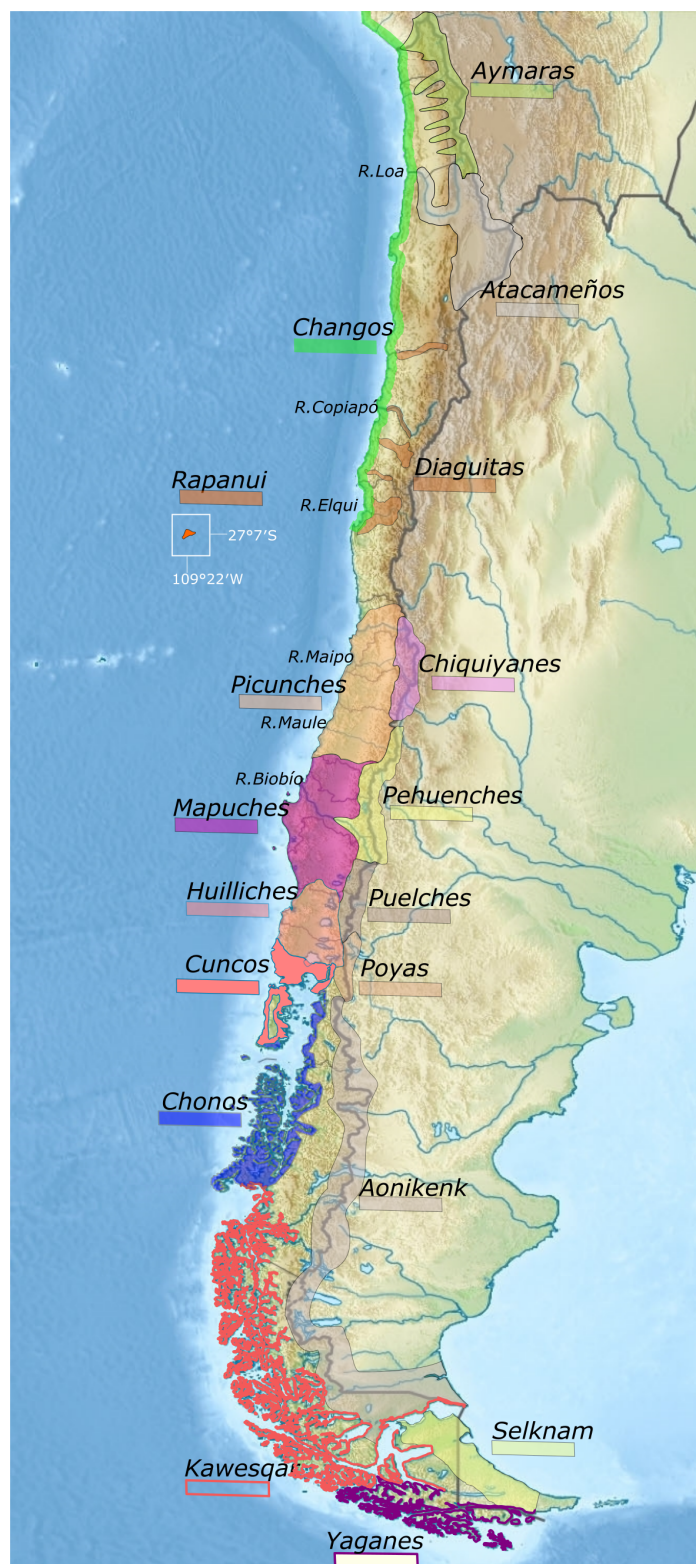 Aymaras
R.Loa
Atacameños
Changos
R.Copiapó
Diaguitas
Rapanui
R.Elqui
27°7'S
109°22'W
R.Maipo
Chiquiyanes
Picunches
R.Maule
R.Biobío
Pehuenches
Mapuches
Huilliches
Puelches
Cuncos
Poyas
Chonos
Aonikenk
Selknam
Kawesqar
Yaganes